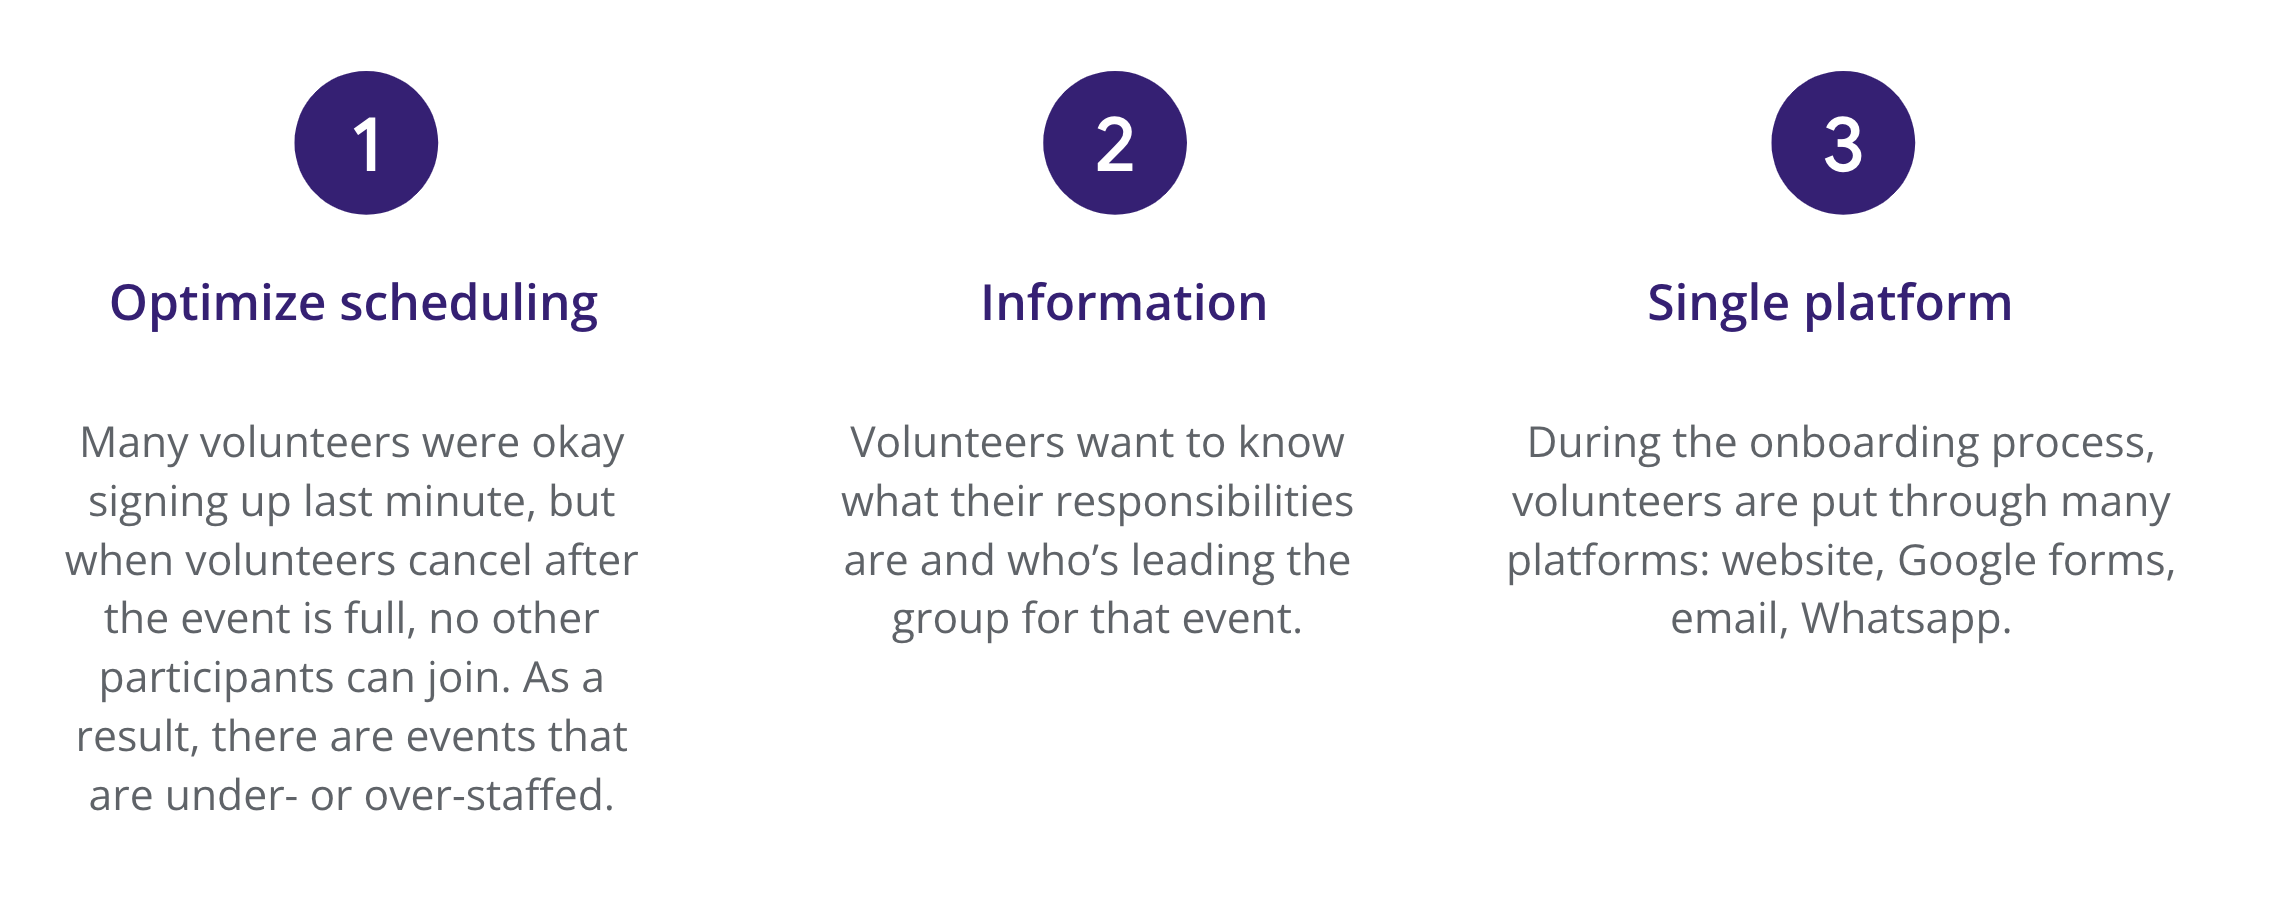 1
Optimize scheduling
Many volunteers were okay
signing up last minute, but
when volunteers cancel after
the event is full, no other
participants can join. As a
result, there are events that
are under- or over-staffed.
2
Information
Volunteers want to know
what their responsibilities
are and who’s leading the
group for that event.
3
Single platform
During the onboarding process,
volunteers are put through many
platforms: website, Google forms,
email, Whatsapp.